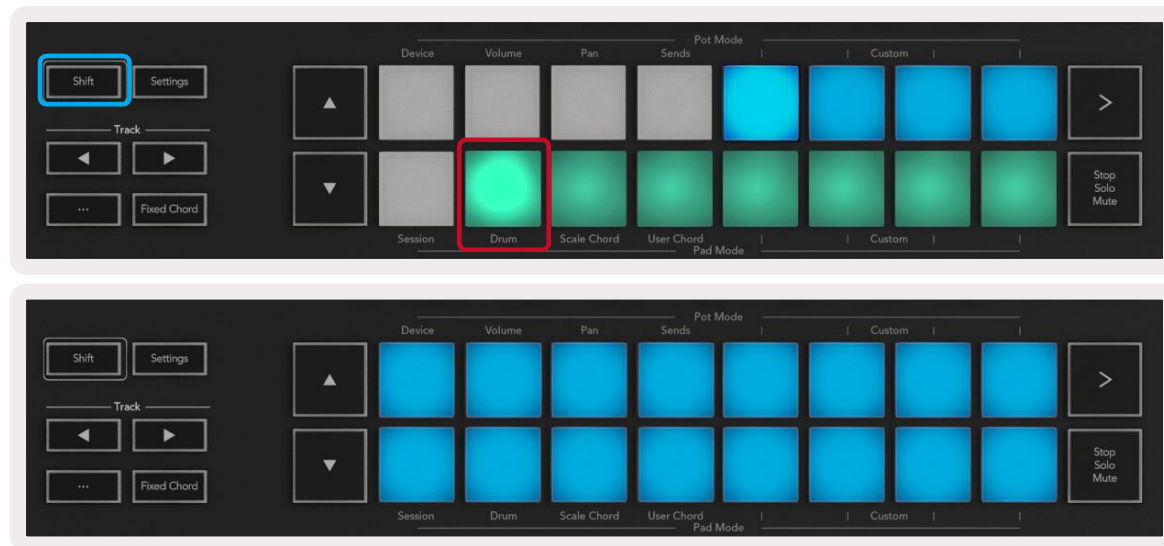 Pot Mode
Device Volume Pan Sends | | Custom | |
Shift Settings
▲
>
Track
◀ ▶
▼
Stop
Solo
Mute
... Fixed Chord
Session Drum Scale Chord User Chord | | Custom | |
Pad Mode
Pot Mode
Device Volume Pan Sends | | Custom | |
Shift Settings
▲
>
Track
◀ ▶
▼
Stop
Solo
Mute
... Fixed Chord
Session Drum Scale Chord User Chord | | Custom | |
Pad Mode